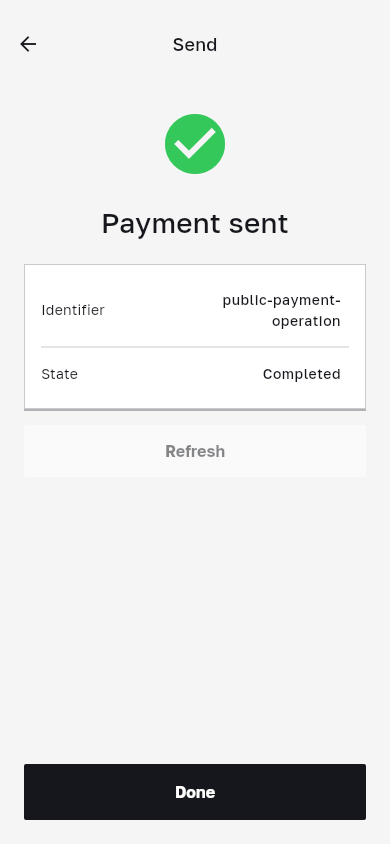 Send
Payment sent
Identifier
public-payment-
operation
State
Completed
Refresh
Done